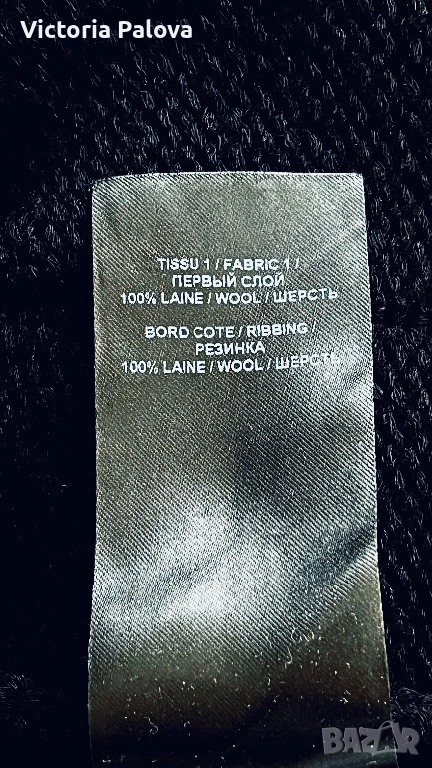 Victoria Palova
TISSU 1 / FABRIC 1 /
ПЕРВЫЙ СЛОЙ
100% LAINE / WOOL / ШЕРСТЬ
BORD COTE / RIBBING /
РЕЗИНКА
100% LAINE / WOOL / ШЕРСТЬ
BAZAR